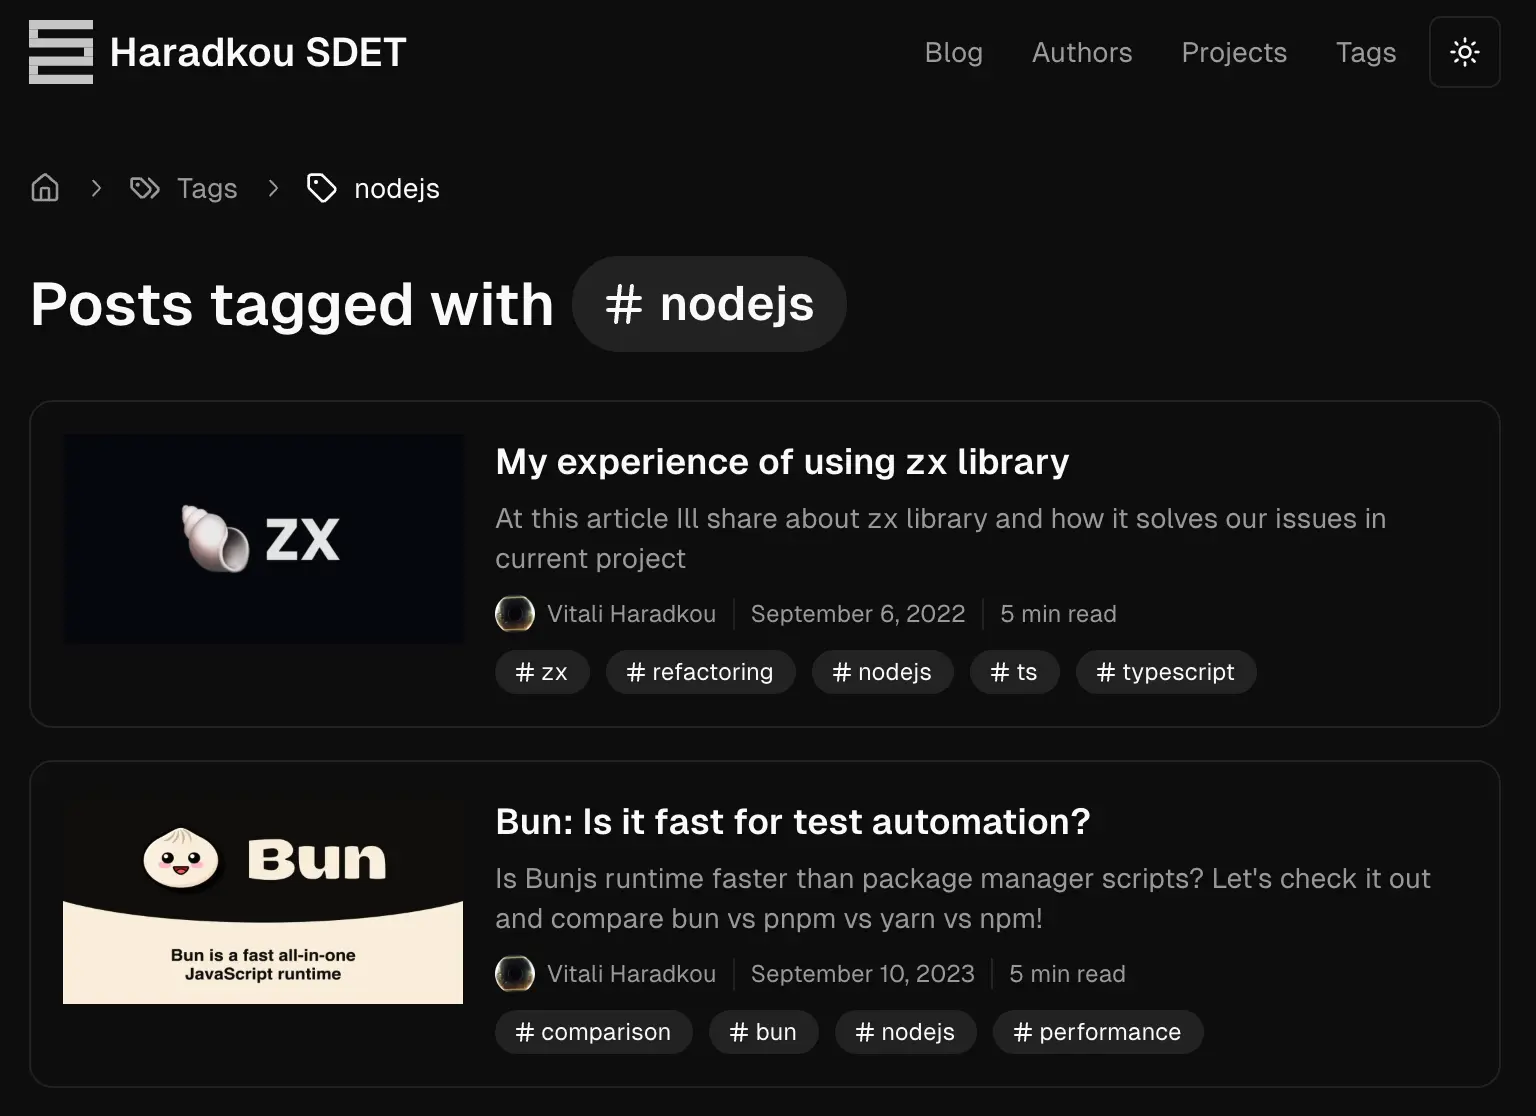 Haradkou SDET
Blog
Authors
Projects
Tags
Tags
nodejs
Posts tagged with # nodejs
zx
My experience of using zx library
At this article Ill share about zx library and how it solves our issues in
current project
Vitali Haradkou
September 6, 2022
5 min read
# zx
# refactoring
# nodejs
# ts
# typescript
Bun
Bun is a fast all-in-one
JavaScript runtime
Bun: Is it fast for test automation?
Is Bunjs runtime faster than package manager scripts? Let's check it out
and compare bun vs pnpm vs yarn vs npm!
Vitali Haradkou
September 10, 2023
5 min read
# comparison
# bun
# nodejs
# performance